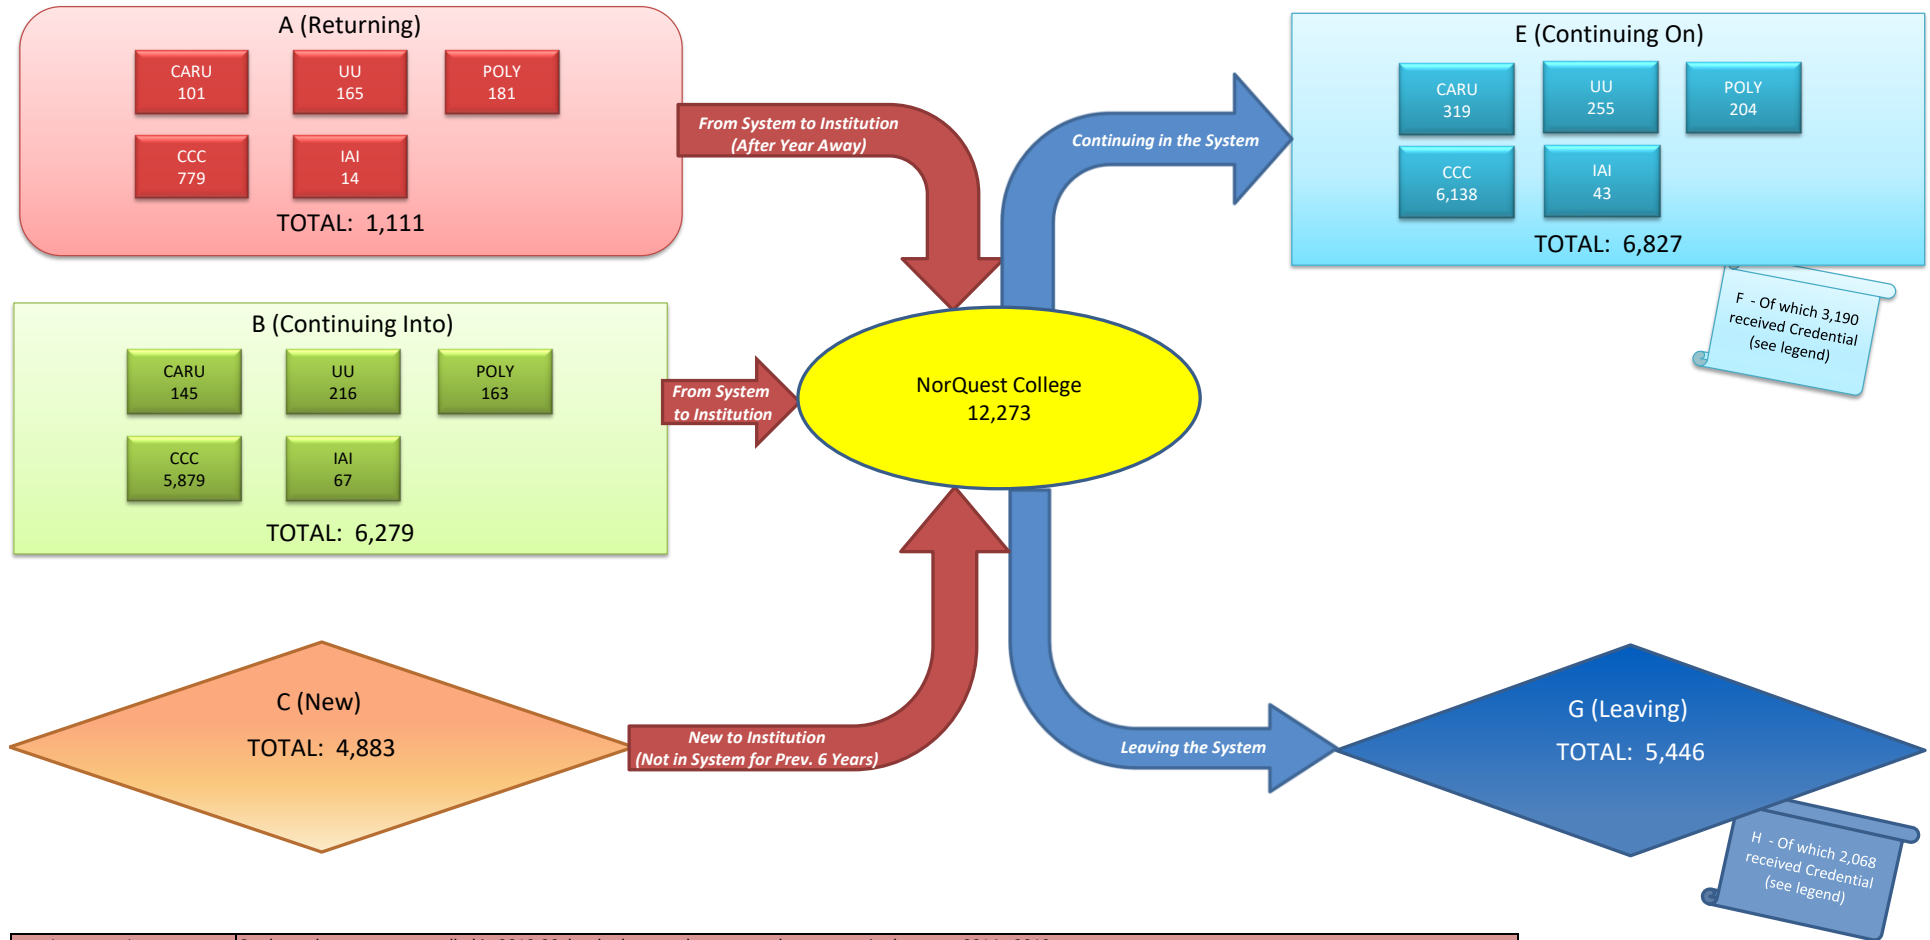 A (Returning)
CARU
101
UU
165
POLY
181
CCC
779
IAI
14
TOTAL: 1,111
From System to Institution
(After Year Away)
Continuing in the System
E (Continuing On)
CARU
319
UU
255
POLY
204
CCC
6,138
IAI
43
TOTAL: 6,827
F - Of which 3,190
received Credential
(see legend)
B (Continuing Into)
CARU
145
UU
216
POLY
163
CCC
5,879
IAI
67
TOTAL: 6,279
From System
to Institution
NorQuest College
12,273
C (New)
TOTAL: 4,883
New to Institution
(Not in System for Prev. 6 Years)
Leaving the System
G (Leaving)
TOTAL: 5,446
H - Of which 2,068
received Credential
(see legend)